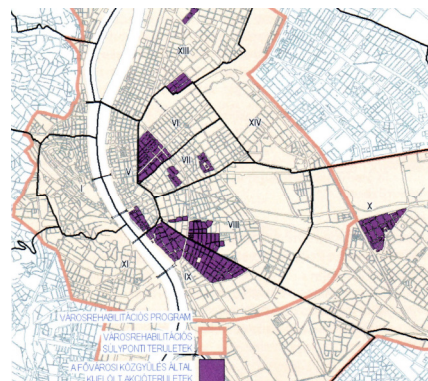 XIII
VI
XIV
VII
V
I
VIII
X
XI
IX
VÁROSREHABILITÁCIÓS PROGRAM
VÁROSREHABILITÁCIÓS
SÚLYPONTI TERÜLETEK
A FŐVÁROSI KÖZGYŰLÉS ÁLTAL
KIJELÖLT AKCIÓTERÜLETEK